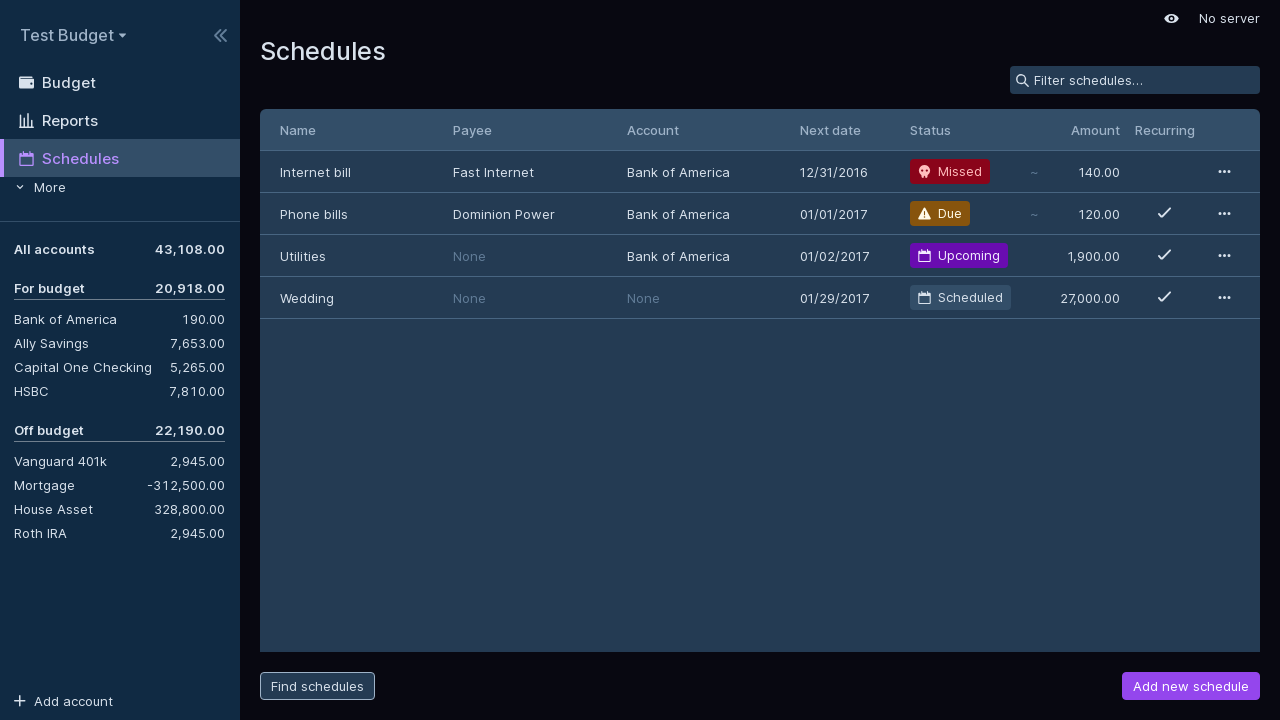 Test Budget
No server
Schedules
Filter schedules…
Budget
Reports
Schedules
More
Name Payee Account Next date Status Amount Recurring
Internet bill Fast Internet Bank of America 12/31/2016 Missed ~ 140.00
Phone bills Dominion Power Bank of America 01/01/2017 Due ~ 120.00
Utilities None Bank of America 01/02/2017 Upcoming 1,900.00
Wedding None None 01/29/2017 Scheduled 27,000.00
All accounts 43,108.00
For budget 20,918.00
Bank of America 190.00
Ally Savings 7,653.00
Capital One Checking 5,265.00
HSBC 7,810.00
Off budget 22,190.00
Vanguard 401k 2,945.00
Mortgage -312,500.00
House Asset 328,800.00
Roth IRA 2,945.00
Add account
Find schedules
Add new schedule